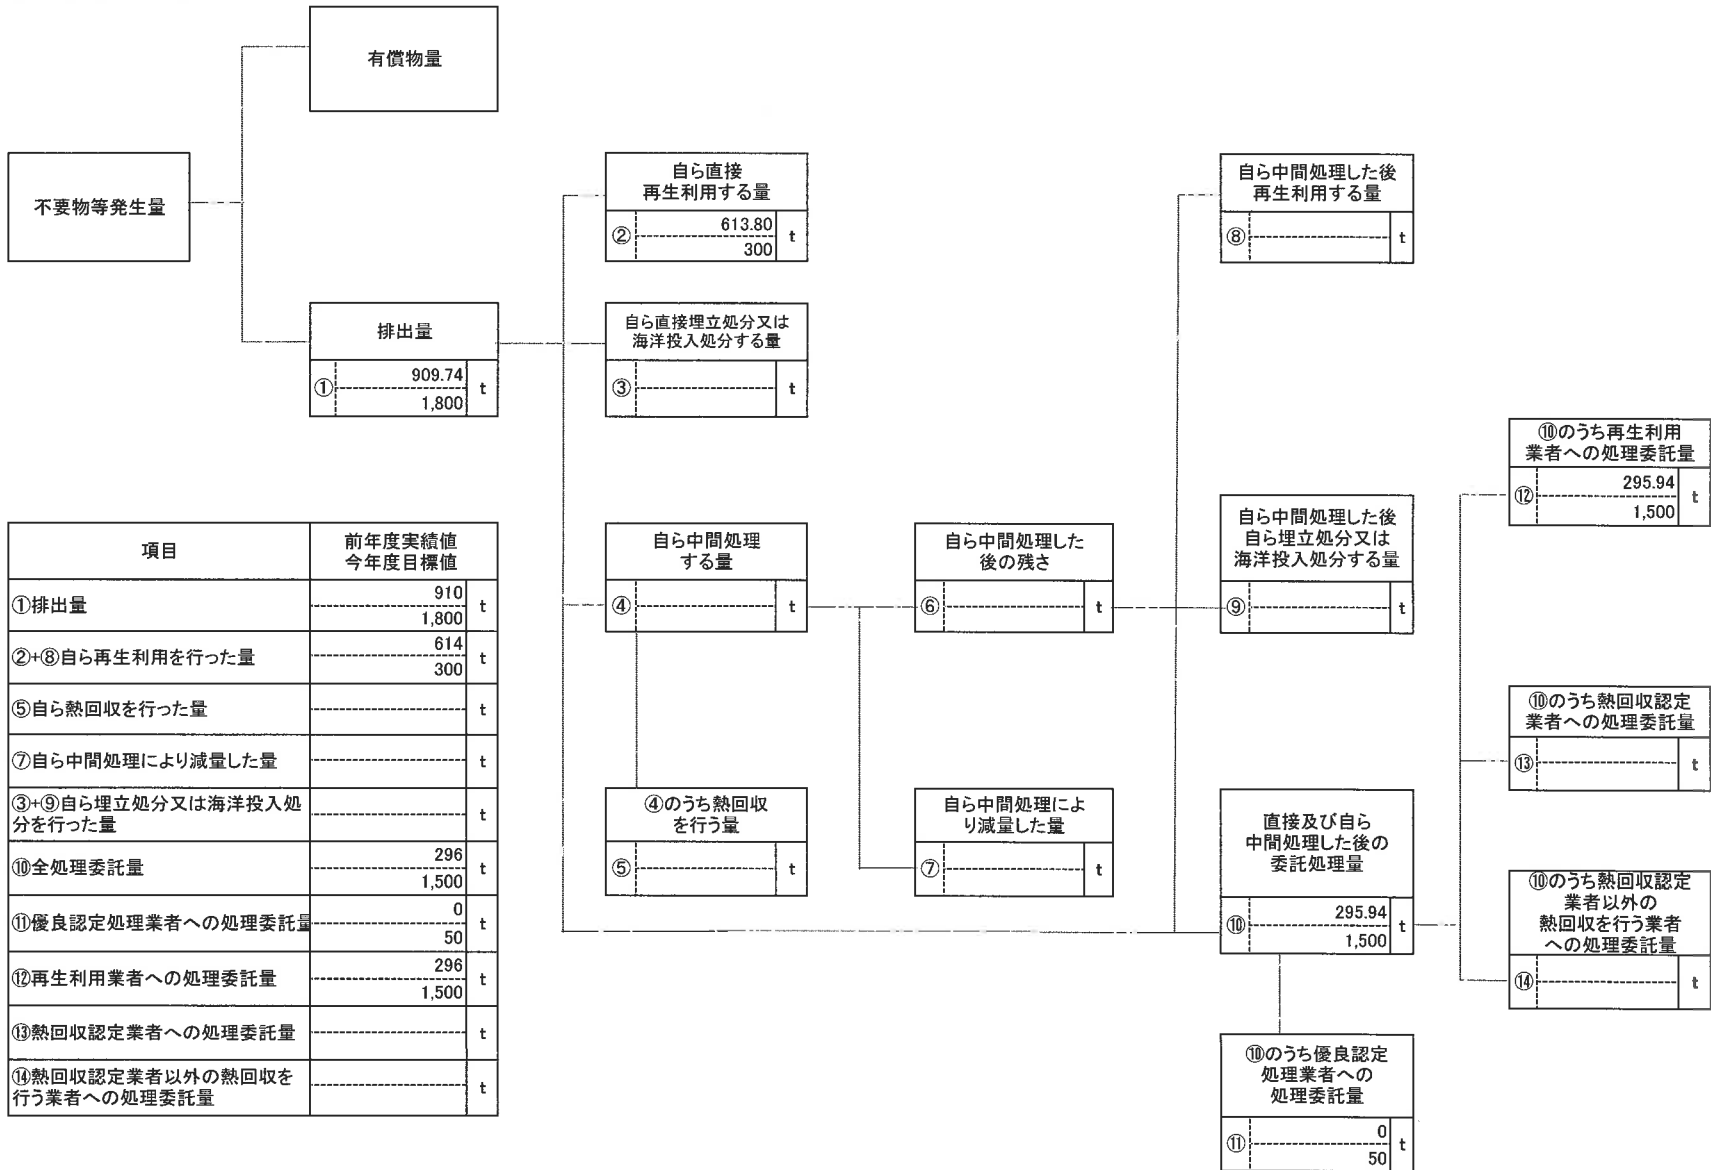 有償物量
不要物等発生量
排出量
① 909.74 t
1,800
自ら直接
再生利用する量
② 613.80 t
300
自ら直接埋立処分又は
海洋投入処分する量
③ t
自ら中間処理
する量
④ t
④のうち熱回収
を行う量
⑤ t
自ら中間処理した
後の残さ
⑥ t
自ら中間処理によ
り減量した量
⑦ t
自ら中間処理した後
再生利用する量
⑧ t
自ら中間処理した後
自ら埋立処分又は
海洋投入処分する量
⑨ t
直接及び自ら
中間処理した後の
委託処理量
⑩ 295.94 t
1,500
⑩のうち優良認定
処理業者への
処理委託量
⑪ 0 t
50
⑩のうち再生利用
業者への処理委託量
⑫ 295.94 t
1,500
⑩のうち熱回収認定
業者への処理委託量
⑬ t
⑩のうち熱回収認定
業者以外の
熱回収を行う業者
への処理委託量
⑭ t
項目 前年度実績値
今年度目標値
①排出量 910 t
1,800
②+⑧自ら再生利用を行った量 614 t
300
⑤自ら熱回収を行った量 t
⑦自ら中間処理により減量した量 t
③+⑨自ら埋立処分又は海洋投入処
分を行った量 t
⑩全処理委託量 296 t
1,500
⑪優良認定処理業者への処理委託量 0 t
50
⑫再生利用業者への処理委託量 296 t
1,500
⑬熱回収認定業者への処理委託量 t
⑭熱回収認定業者以外の熱回収を
行う業者への処理委託量 t